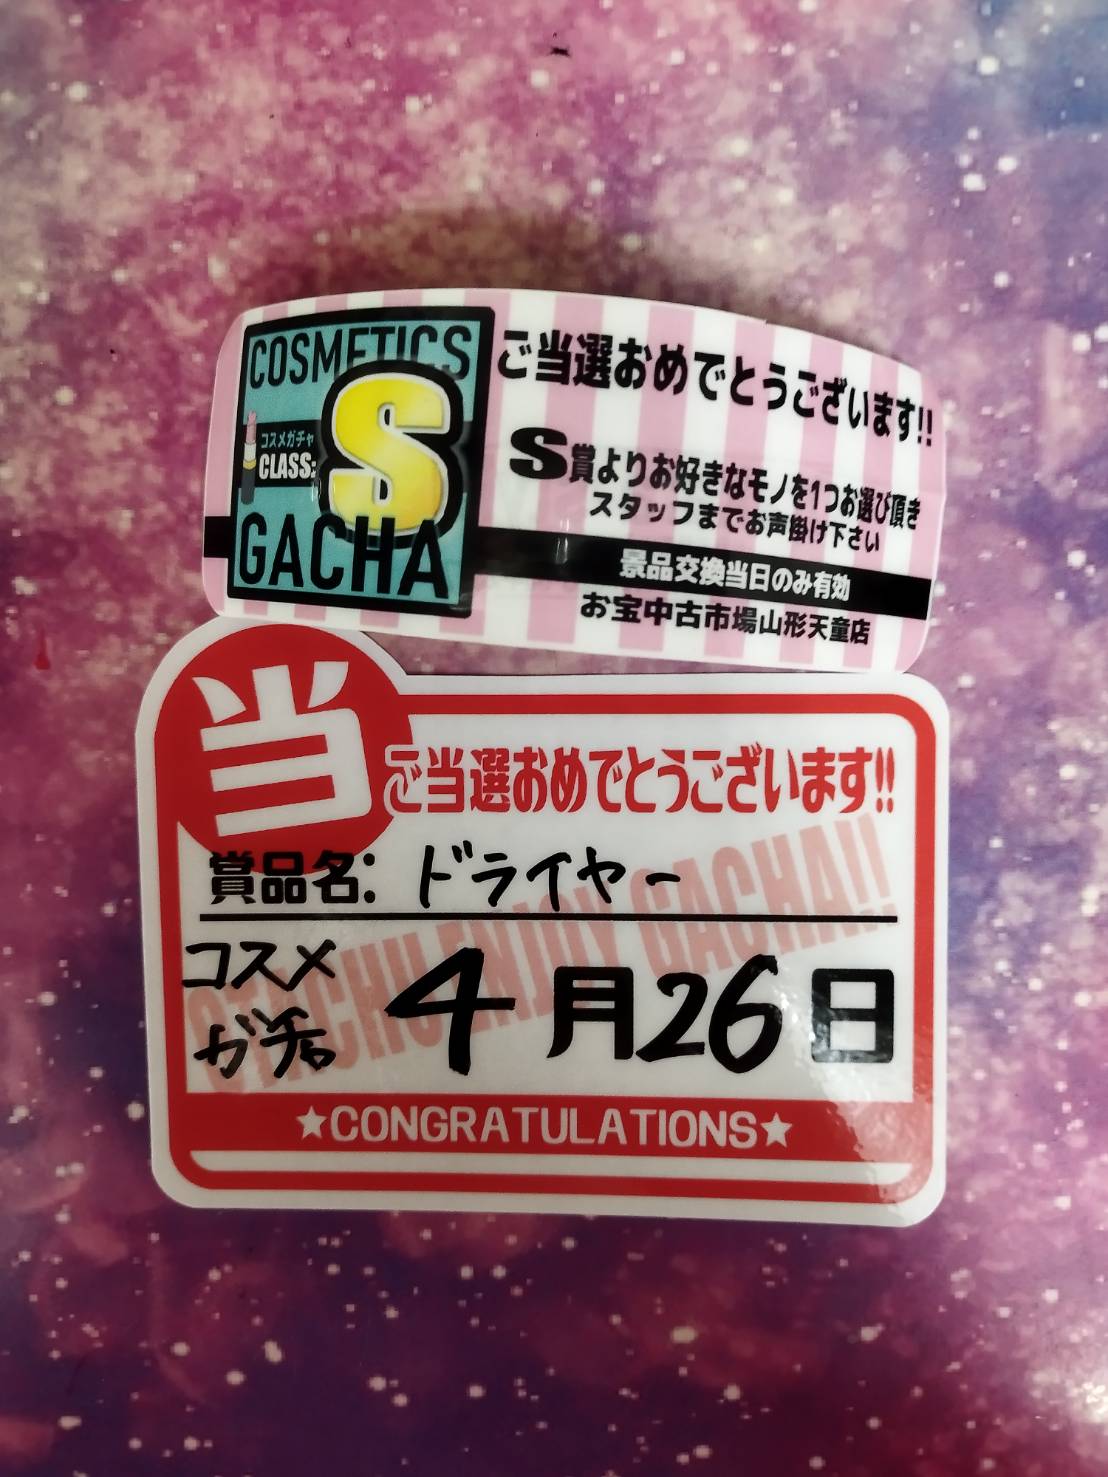 COSMETICS
コスメガチャ
CLASS:
S
GACHA
ご当選おめでとうございます!!
S賞よりお好きなモノを1つお選び頂き
スタッフまでお声掛け下さい
景品交換当日のみ有効
お宝中古市場山形天童店
当
ご当選おめでとうございます!!
賞品名: ドライヤー
コスメ
ガチャ
4月26日
ENJOY GACHA!!
★CONGRATULATIONS★